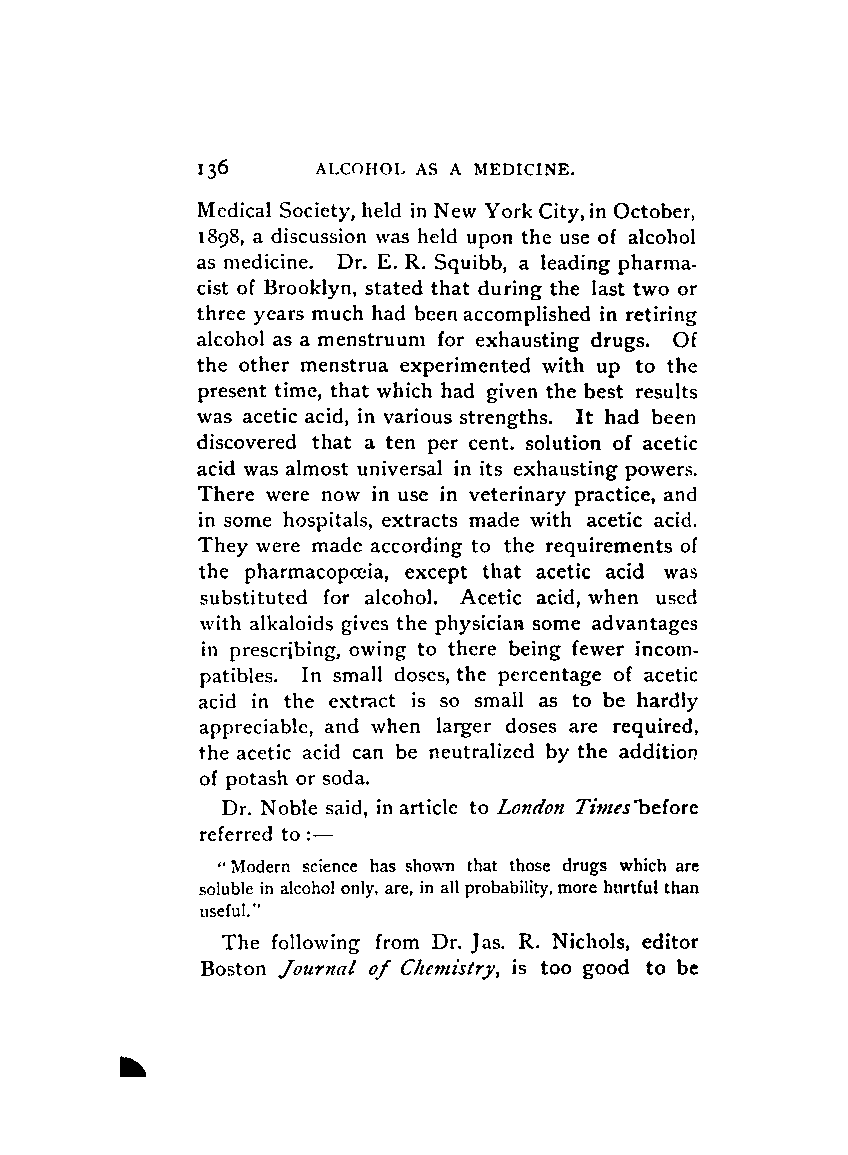 136 ALCOHOL AS A MEDICINE.
Medical Society, held in New York City, in October,
1898, a discussion was held upon the use of alcohol
as medicine. Dr. E. R. Squibb, a leading pharma-
cist of Brooklyn, stated that during the last two or
three years much had been accomplished in retiring
alcohol as a menstruum for exhausting drugs. Of
the other menstrua experimented with up to the
present time, that which had given the best results
was acetic acid, in various strengths. It had been
discovered that a ten per cent. solution of acetic
acid was almost universal in its exhausting powers.
There were now in use in veterinary practice, and
in some hospitals, extracts made with acetic acid.
They were made according to the requirements of
the pharmacopœia, except that acetic acid was
substituted for alcohol. Acetic acid, when used
with alkaloids gives the physician some advantages
in prescribing, owing to there being fewer incom-
patibles. In small doses, the percentage of acetic
acid in the extract is so small as to be hardly
appreciable, and when larger doses are required,
the acetic acid can be neutralized by the addition
of potash or soda.
Dr. Noble said, in article to London Times before
referred to :—
“ Modern science has shown that those drugs which are
soluble in alcohol only, are, in all probability, more hurtful than
useful.”
The following from Dr. Jas. R. Nichols, editor
Boston Journal of Chemistry, is too good to be